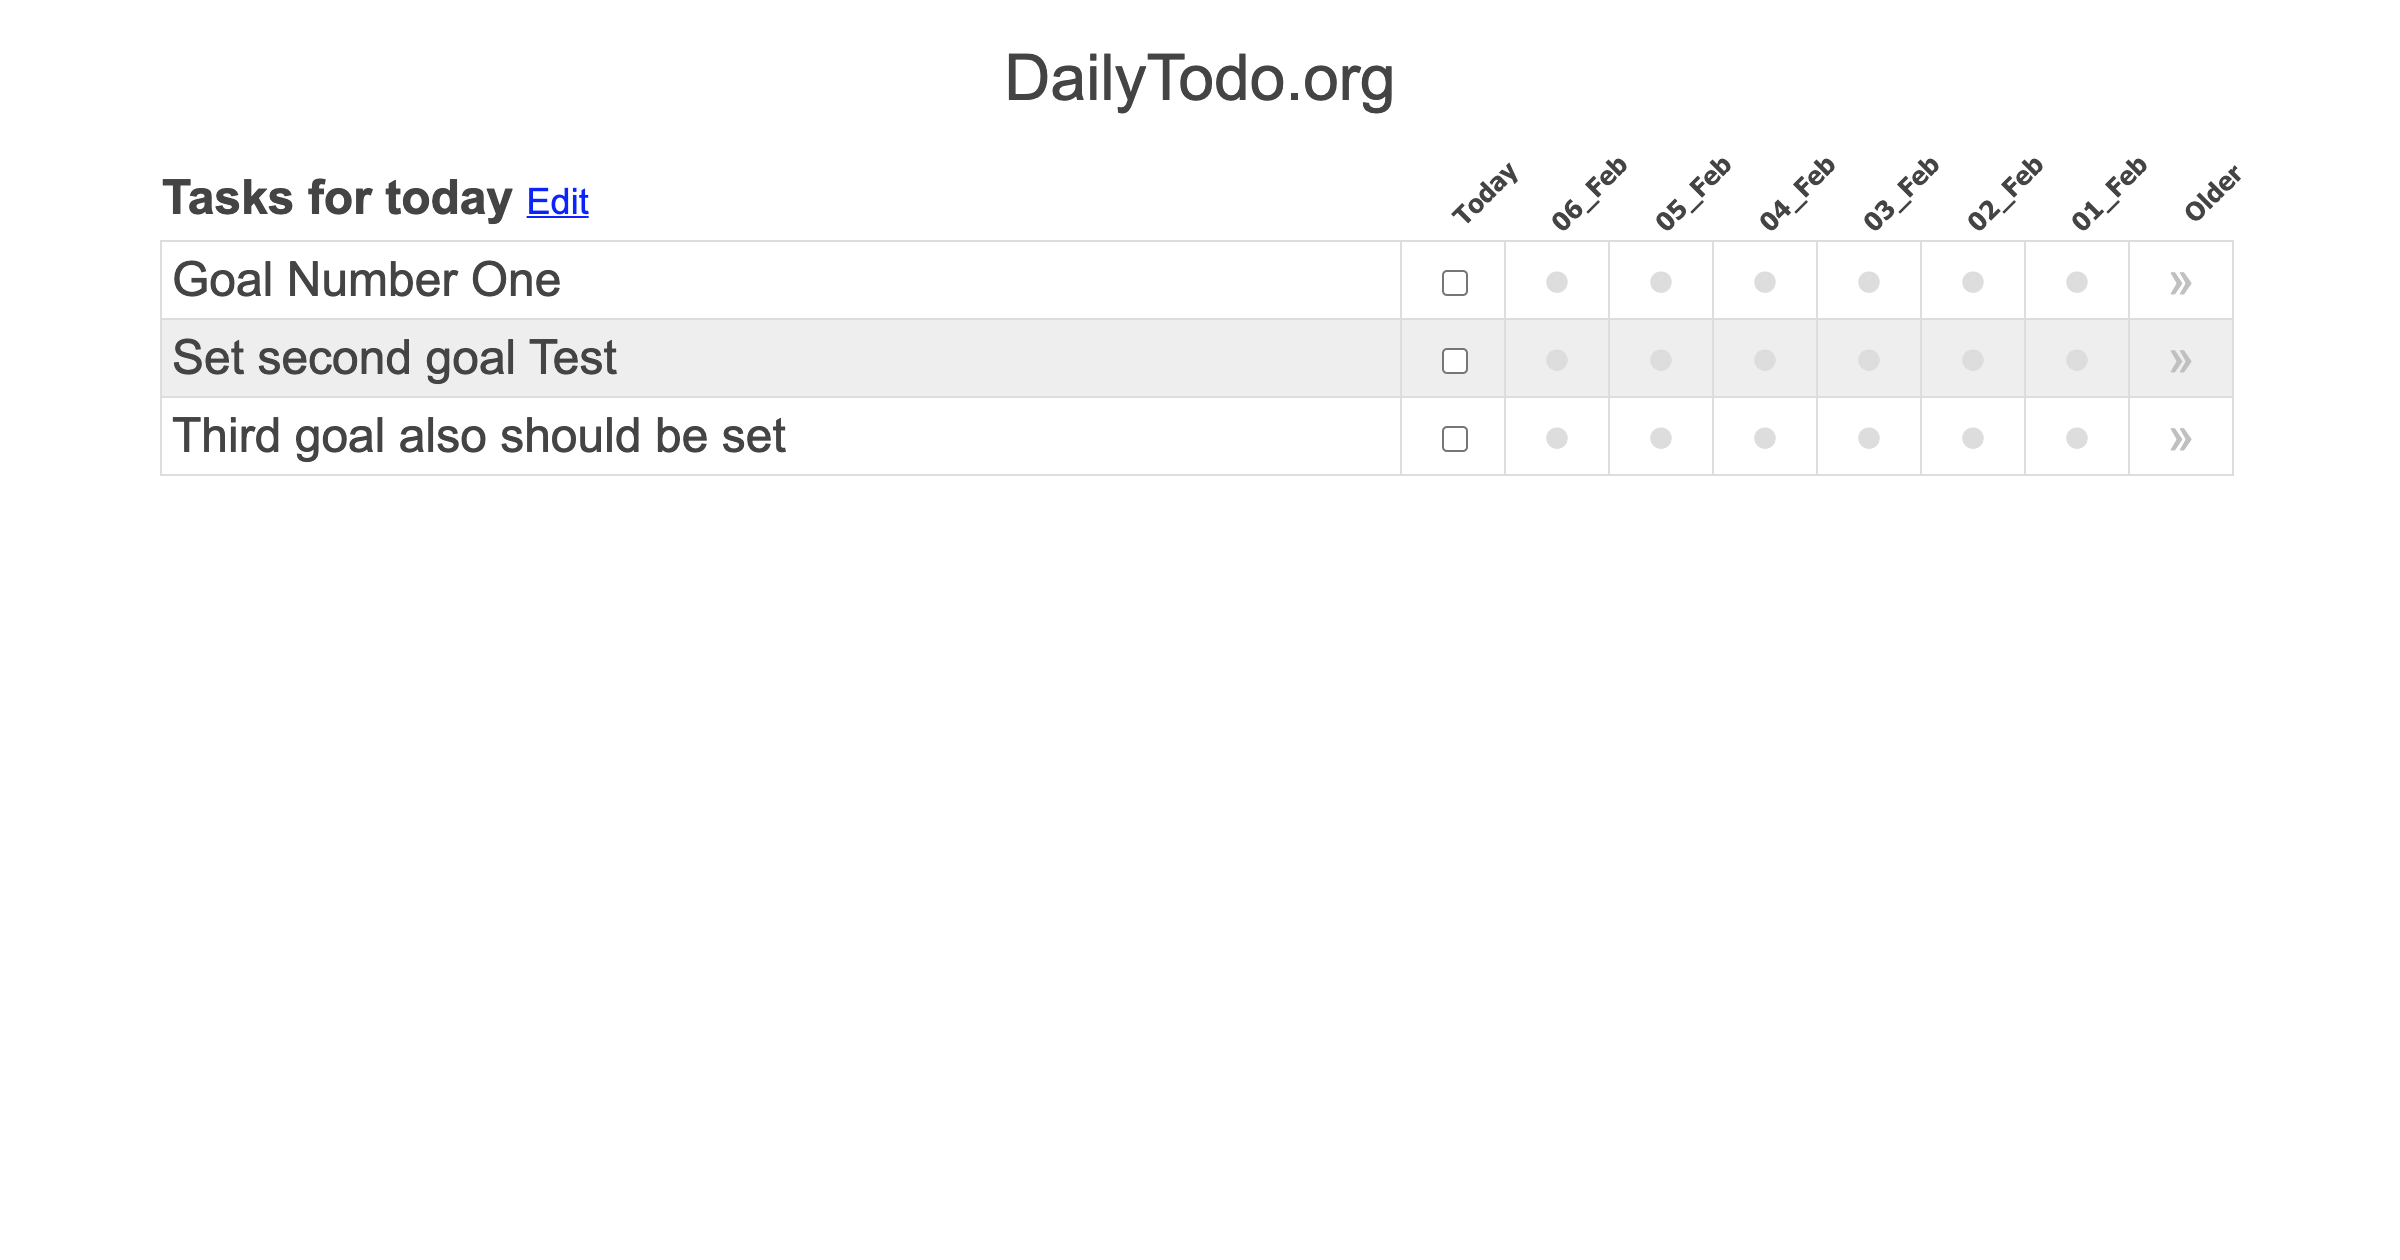 DailyTodo.org
Tasks for today Edit Today 06_Feb 05_Feb 04_Feb 03_Feb 02_Feb 01_Feb Older
Goal Number One »
Set second goal Test »
Third goal also should be set »